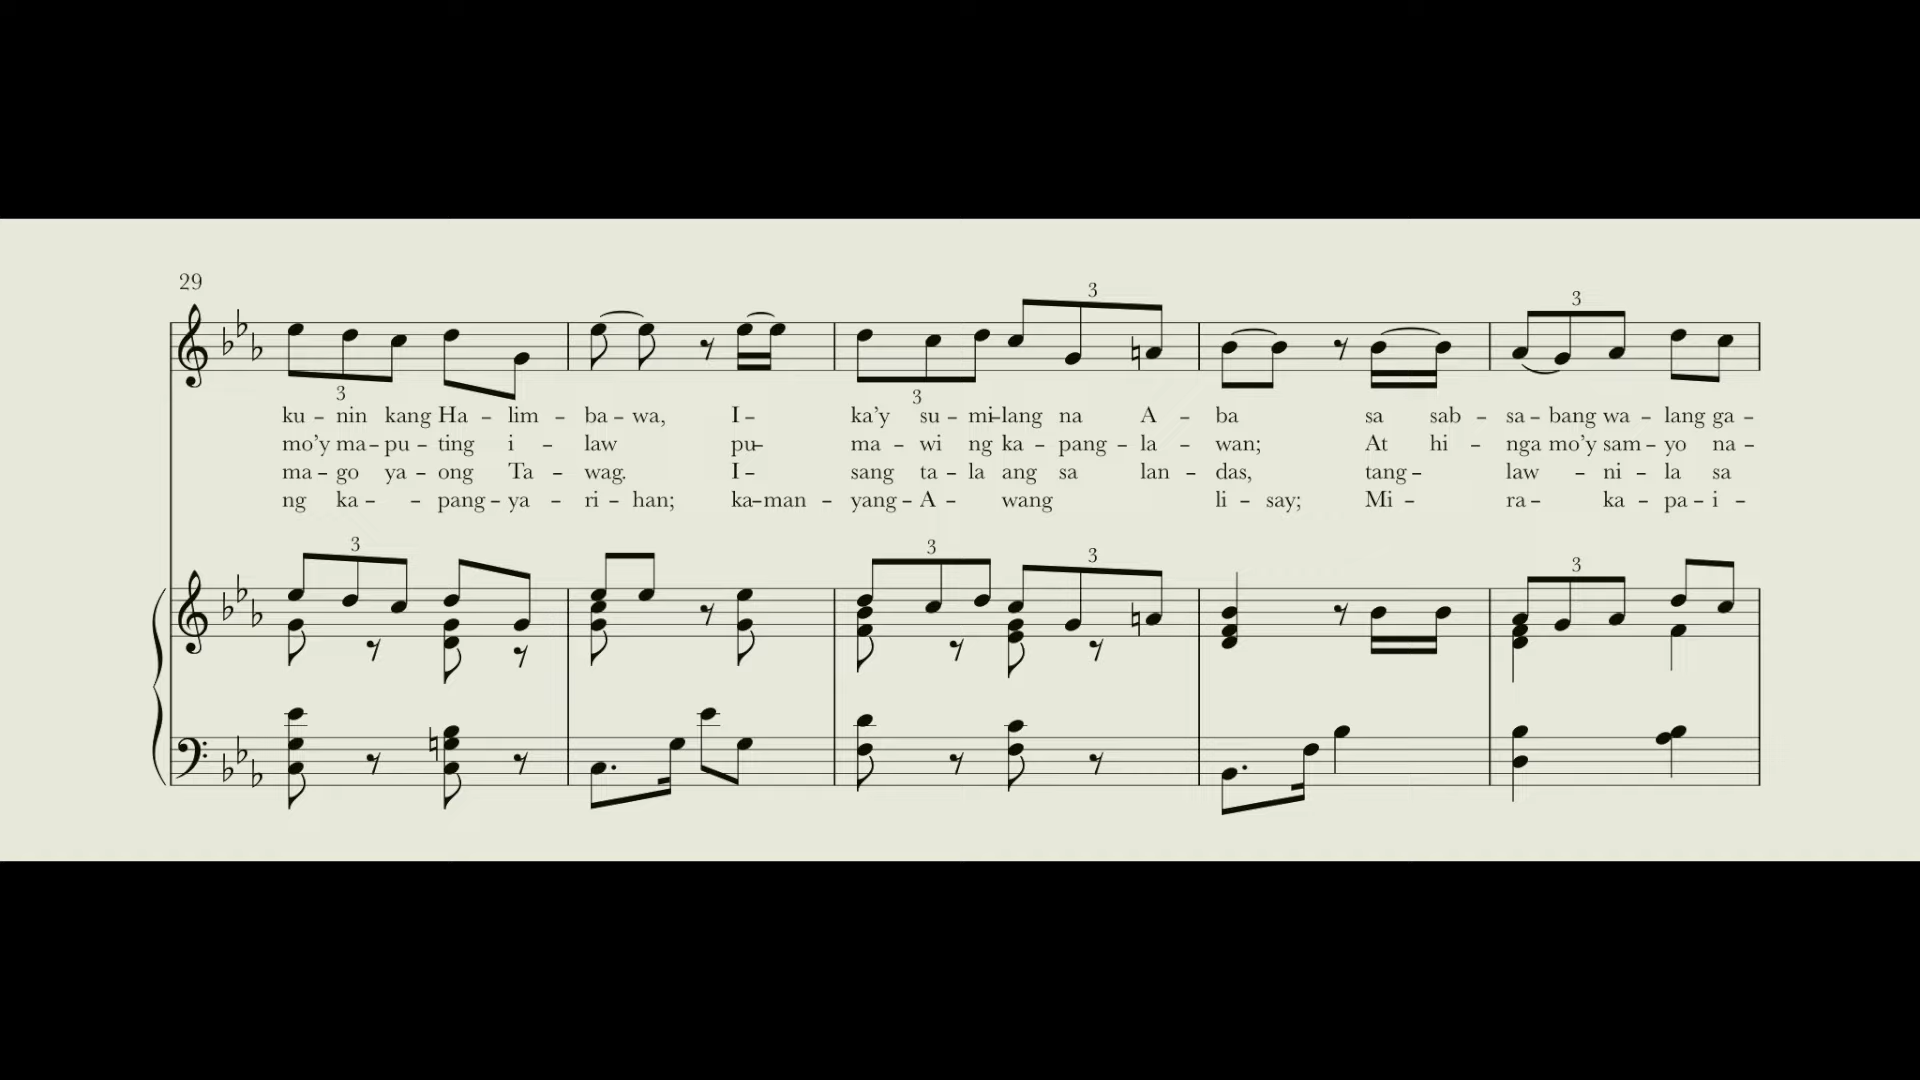 29
3
3
3
3
ku – nin kang Ha – lim – ba – wa, I – ka’y su – mi – lang na A – ba sa sab – sa – bang wa – lang ga –
mo’y ma – pu – ting i – law pu – ma – wi ng ka – pang – la – wan; At hi – nga mo’y sam – yo na –
ma – go ya – ong Ta – wag. I – sang ta – la ang sa lan – das, tang – law – ni – la sa
ng ka – – pang – ya – ri – han; ka – man – yang – A – wang li – say; Mi – ra – ka – pa – i –
3
3
3
3